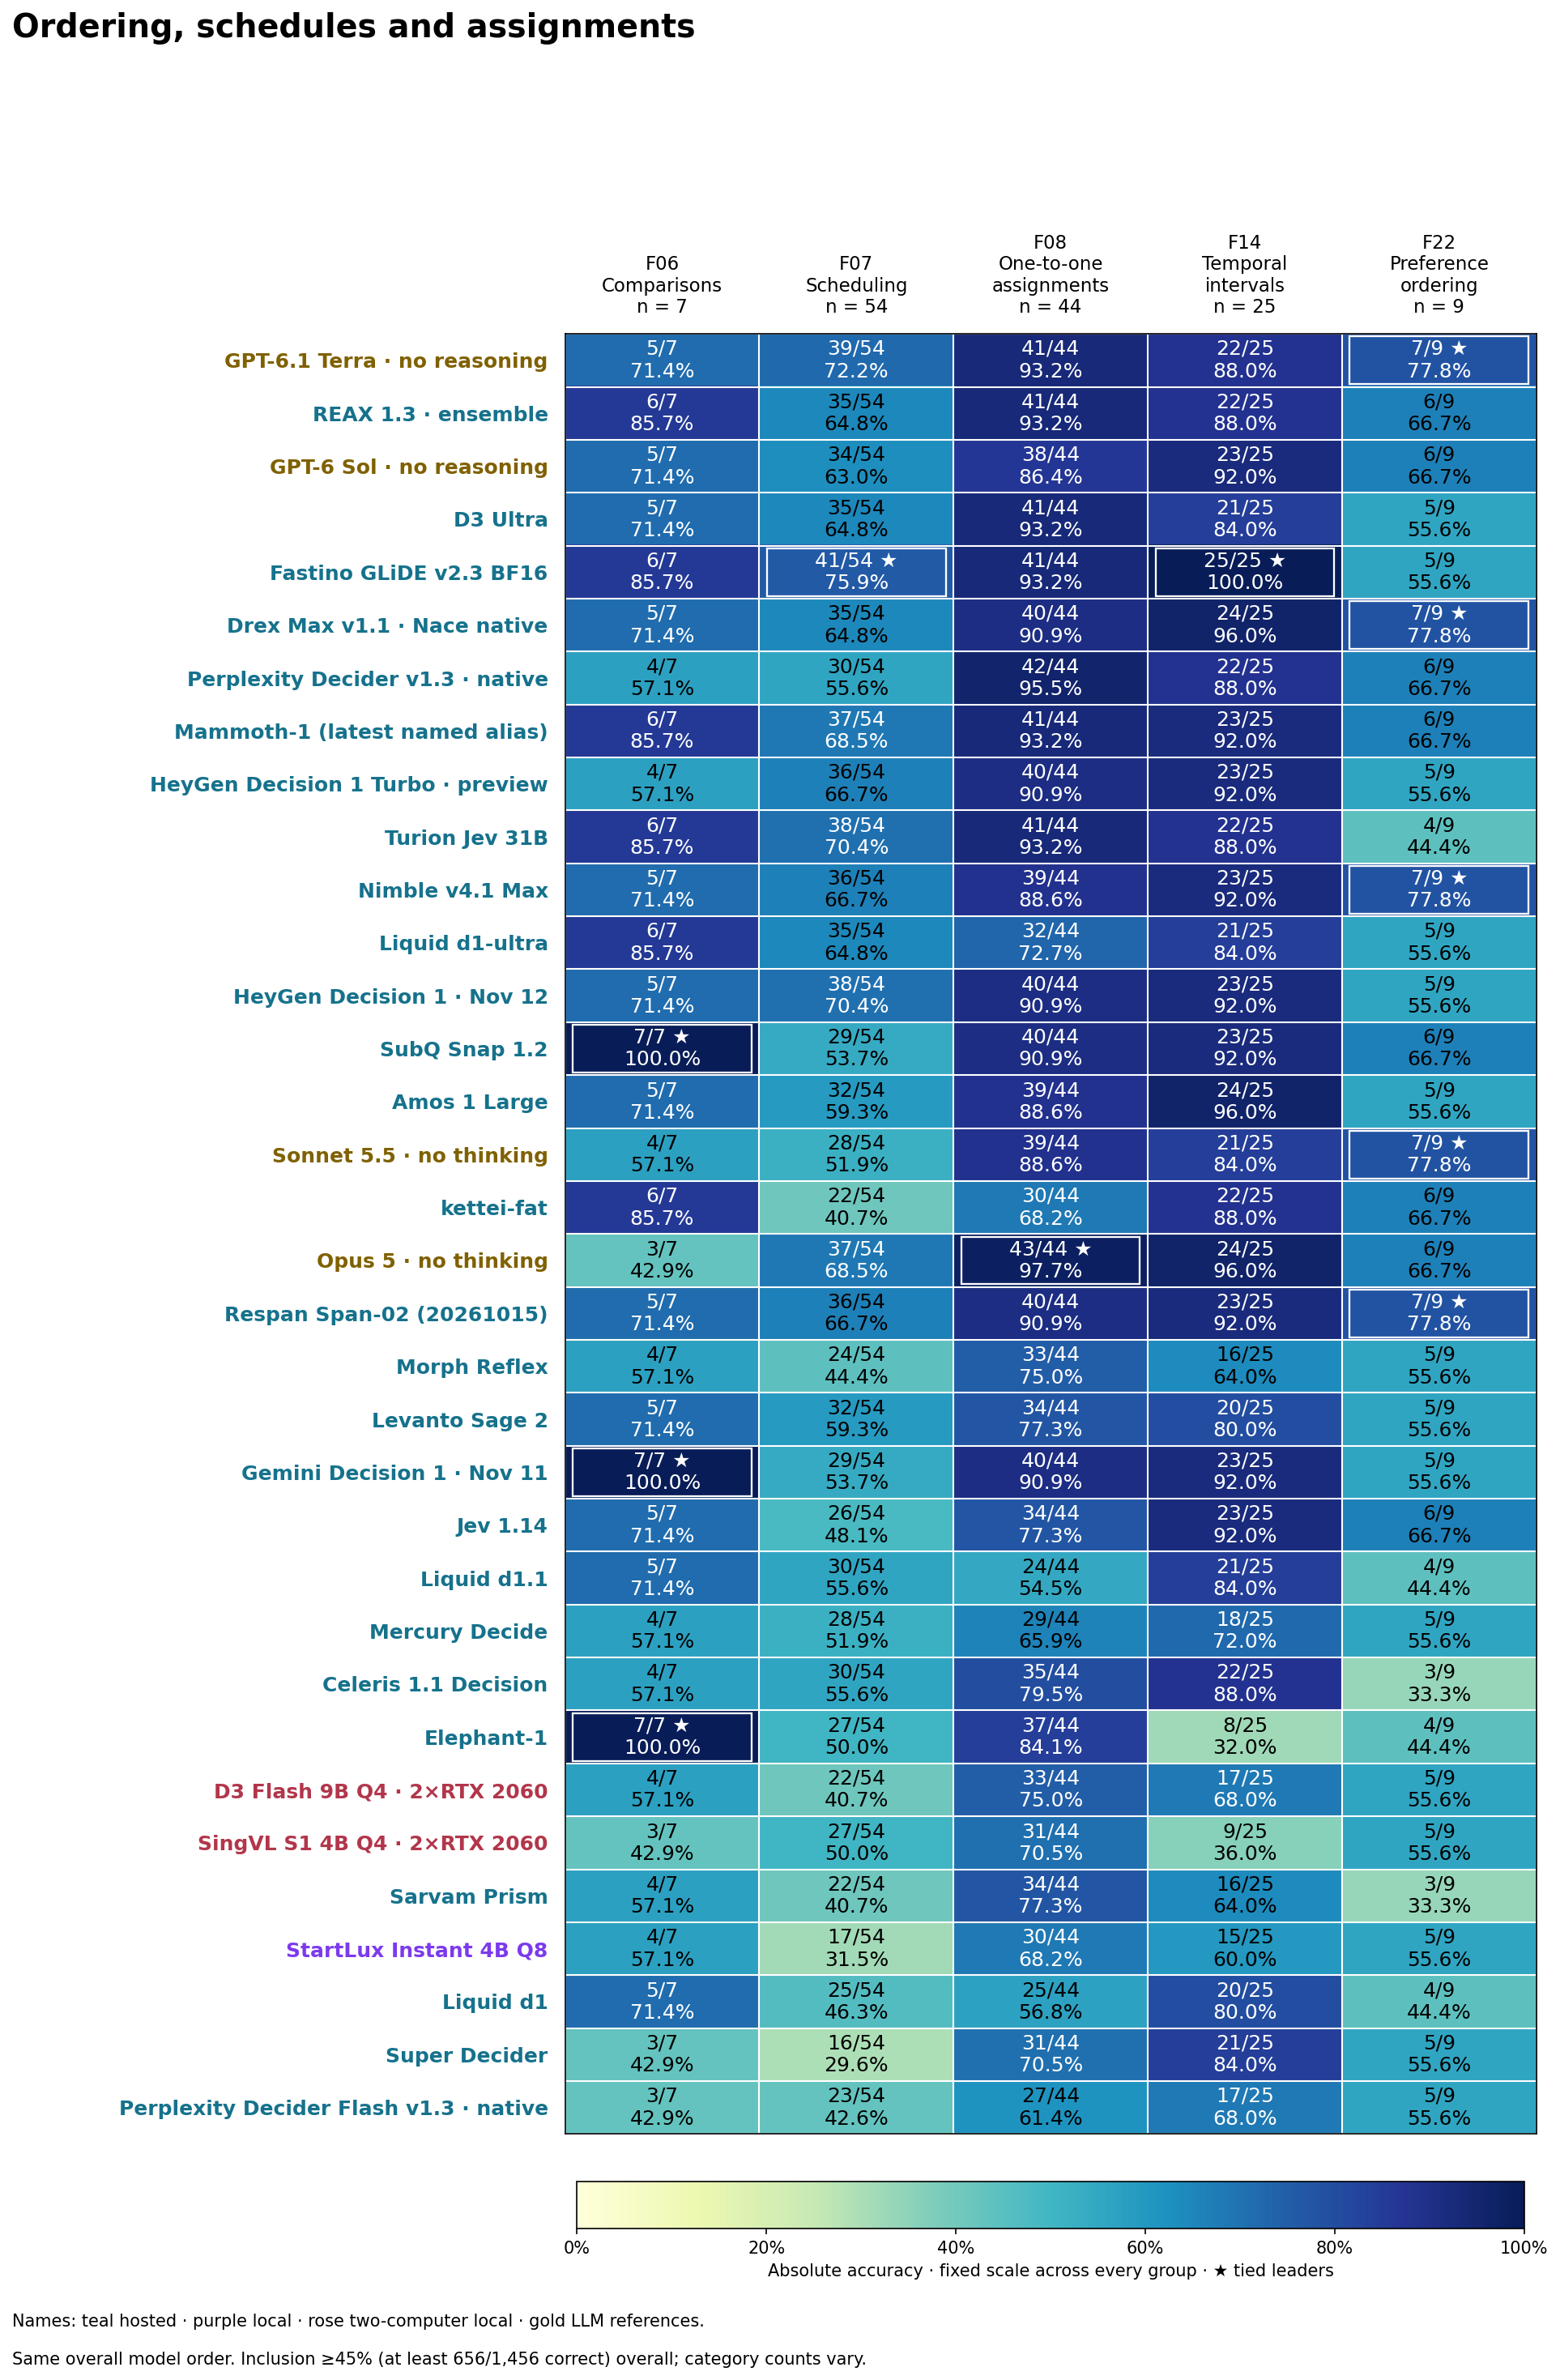 Ordering, schedules and assignments
F06
Comparisons
n = 7
F07
Scheduling
n = 54
F08
One-to-one
assignments
n = 44
F14
Temporal
intervals
n = 25
F22
Preference
ordering
n = 9
GPT-6.1 Terra · no reasoning
5/7 39/54 41/44 22/25 7/9 ★
71.4% 72.2% 93.2% 88.0% 77.8%
REAX 1.3 · ensemble
6/7 35/54 41/44 22/25 6/9
85.7% 64.8% 93.2% 88.0% 66.7%
GPT-6 Sol · no reasoning
5/7 34/54 38/44 23/25 6/9
71.4% 63.0% 86.4% 92.0% 66.7%
D3 Ultra
5/7 35/54 41/44 21/25 5/9
71.4% 64.8% 93.2% 84.0% 55.6%
Fastino GLiDE v2.3 BF16
6/7 41/54 ★ 41/44 25/25 ★ 5/9
85.7% 75.9% 93.2% 100.0% 55.6%
Drex Max v1.1 · Nace native
5/7 35/54 40/44 24/25 7/9 ★
71.4% 64.8% 90.9% 96.0% 77.8%
Perplexity Decider v1.3 · native
4/7 30/54 42/44 22/25 6/9
57.1% 55.6% 95.5% 88.0% 66.7%
Mammoth-1 (latest named alias)
6/7 37/54 41/44 23/25 6/9
85.7% 68.5% 93.2% 92.0% 66.7%
HeyGen Decision 1 Turbo · preview
4/7 36/54 40/44 23/25 5/9
57.1% 66.7% 90.9% 92.0% 55.6%
Turion Jev 31B
6/7 38/54 41/44 22/25 4/9
85.7% 70.4% 93.2% 88.0% 44.4%
Nimble v4.1 Max
5/7 36/54 39/44 23/25 7/9 ★
71.4% 66.7% 88.6% 92.0% 77.8%
Liquid d1-ultra
6/7 35/54 32/44 21/25 5/9
85.7% 64.8% 72.7% 84.0% 55.6%
HeyGen Decision 1 · Nov 12
5/7 38/54 40/44 23/25 5/9
71.4% 70.4% 90.9% 92.0% 55.6%
SubQ Snap 1.2
7/7 ★ 29/54 40/44 23/25 6/9
100.0% 53.7% 90.9% 92.0% 66.7%
Amos 1 Large
5/7 32/54 39/44 24/25 5/9
71.4% 59.3% 88.6% 96.0% 55.6%
Sonnet 5.5 · no thinking
4/7 28/54 39/44 21/25 7/9 ★
57.1% 51.9% 88.6% 84.0% 77.8%
kettei-fat
6/7 22/54 30/44 22/25 6/9
85.7% 40.7% 68.2% 88.0% 66.7%
Opus 5 · no thinking
3/7 37/54 43/44 ★ 24/25 6/9
42.9% 68.5% 97.7% 96.0% 66.7%
Respan Span-02 (20261015)
5/7 36/54 40/44 23/25 7/9 ★
71.4% 66.7% 90.9% 92.0% 77.8%
Morph Reflex
4/7 24/54 33/44 16/25 5/9
57.1% 44.4% 75.0% 64.0% 55.6%
Levanto Sage 2
5/7 32/54 34/44 20/25 5/9
71.4% 59.3% 77.3% 80.0% 55.6%
Gemini Decision 1 · Nov 11
7/7 ★ 29/54 40/44 23/25 5/9
100.0% 53.7% 90.9% 92.0% 55.6%
Jev 1.14
5/7 26/54 34/44 23/25 6/9
71.4% 48.1% 77.3% 92.0% 66.7%
Liquid d1.1
5/7 30/54 24/44 21/25 4/9
71.4% 55.6% 54.5% 84.0% 44.4%
Mercury Decide
4/7 28/54 29/44 18/25 5/9
57.1% 51.9% 65.9% 72.0% 55.6%
Celeris 1.1 Decision
4/7 30/54 35/44 22/25 3/9
57.1% 55.6% 79.5% 88.0% 33.3%
Elephant-1
7/7 ★ 27/54 37/44 8/25 4/9
100.0% 50.0% 84.1% 32.0% 44.4%
D3 Flash 9B Q4 · 2×RTX 2060
4/7 22/54 33/44 17/25 5/9
57.1% 40.7% 75.0% 68.0% 55.6%
SingVL S1 4B Q4 · 2×RTX 2060
3/7 27/54 31/44 9/25 5/9
42.9% 50.0% 70.5% 36.0% 55.6%
Sarvam Prism
4/7 22/54 34/44 16/25 3/9
57.1% 40.7% 77.3% 64.0% 33.3%
StartLux Instant 4B Q8
4/7 17/54 30/44 15/25 5/9
57.1% 31.5% 68.2% 60.0% 55.6%
Liquid d1
5/7 25/54 25/44 20/25 4/9
71.4% 46.3% 56.8% 80.0% 44.4%
Super Decider
3/7 16/54 31/44 21/25 5/9
42.9% 29.6% 70.5% 84.0% 55.6%
Perplexity Decider Flash v1.3 · native
3/7 23/54 27/44 17/25 5/9
42.9% 42.6% 61.4% 68.0% 55.6%
0% 20% 40% 60% 80% 100%
Absolute accuracy · fixed scale across every group · ★ tied leaders
Names: teal hosted · purple local · rose two-computer local · gold LLM references.
Same overall model order. Inclusion ≥45% (at least 656/1,456 correct) overall; category counts vary.